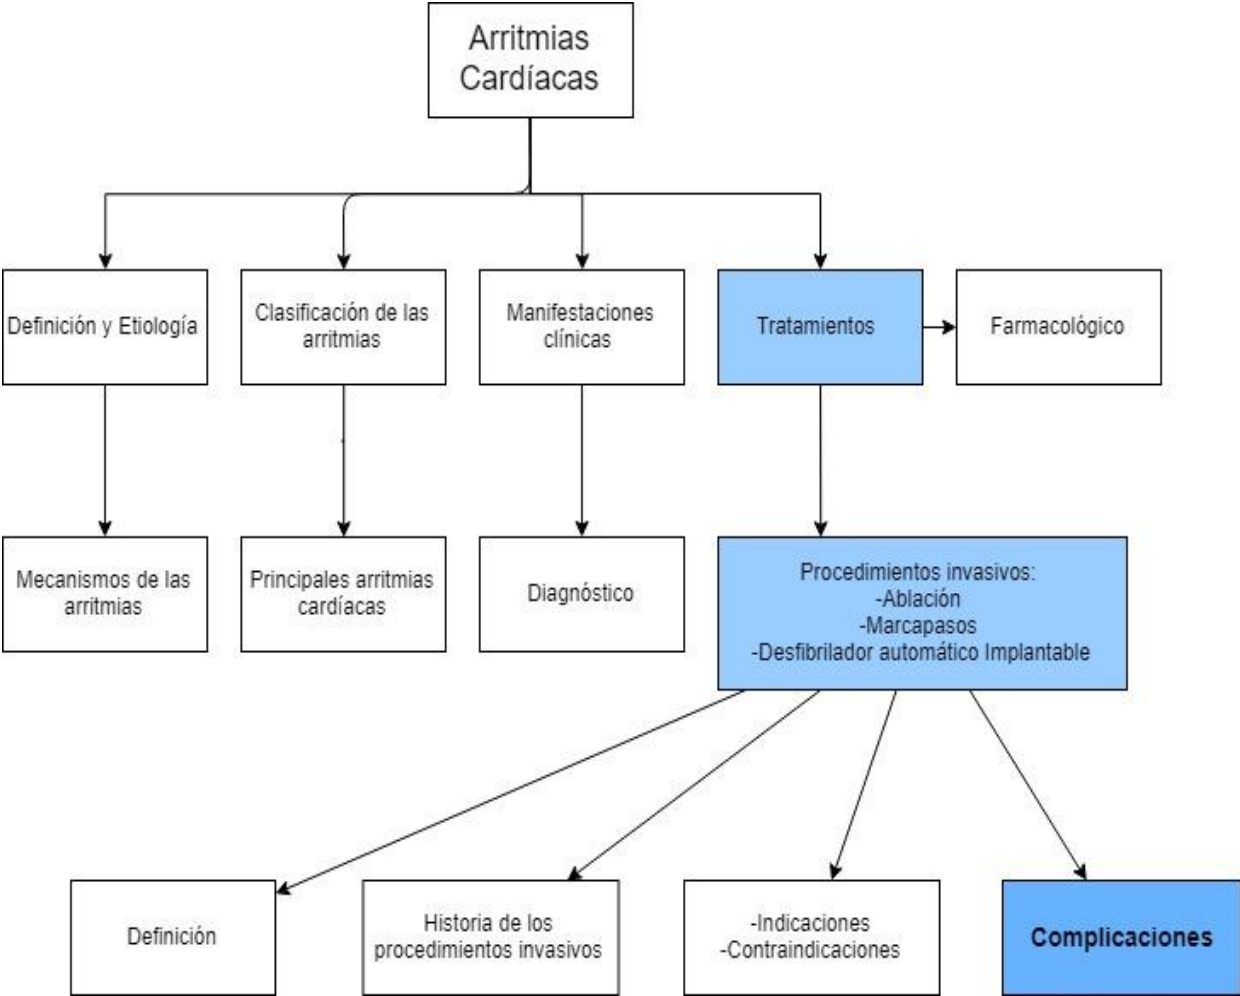 Arritmias
Cardíacas
Definición y Etiología
Clasificación de las
arritmias
Manifestaciones
clínicas
Tratamientos
Farmacológico
Mecanismos de las
arritmias
Principales arritmias
cardíacas
Diagnóstico
Procedimientos invasivos:
-Ablación
-Marcapasos
-Desfibrilador automático Implantable
Definición
Historia de los
procedimientos invasivos
-Indicaciones
-Contraindicaciones
Complicaciones